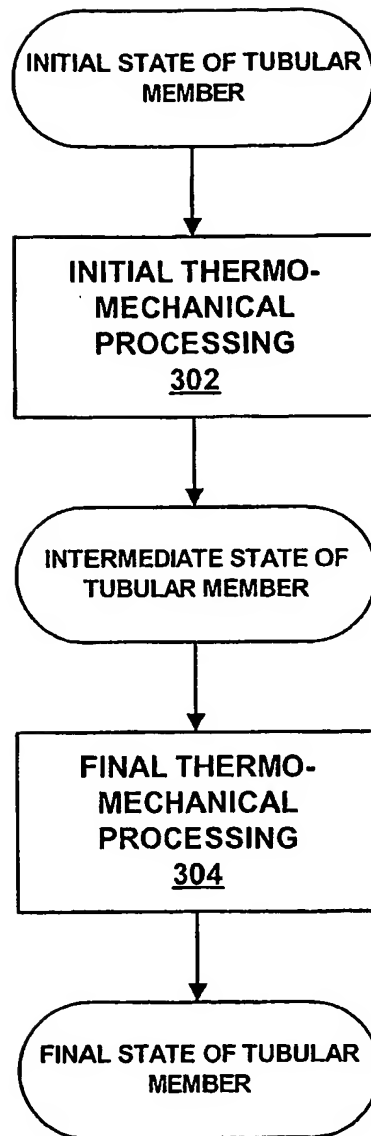 INITIAL STATE OF TUBULAR
MEMBER
INITIAL THERMO-
MECHANICAL
PROCESSING
302
INTERMEDIATE STATE OF
TUBULAR MEMBER
FINAL THERMO-
MECHANICAL
PROCESSING
304
FINAL STATE OF TUBULAR
MEMBER